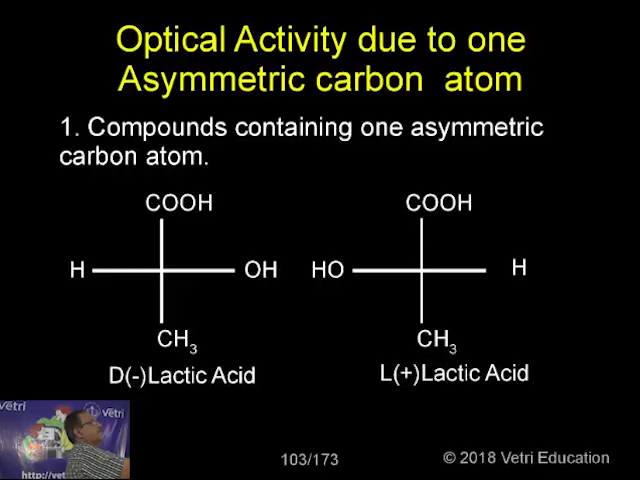 Optical Activity due to one
Asymmetric carbon atom
1. Compounds containing one asymmetric
carbon atom.
COOH COOH
H OH HO H
CH3 CH3
D(-)Lactic Acid L(+)Lactic Acid
Vetri
http://vet
103/173 © 2018 Vetri Education